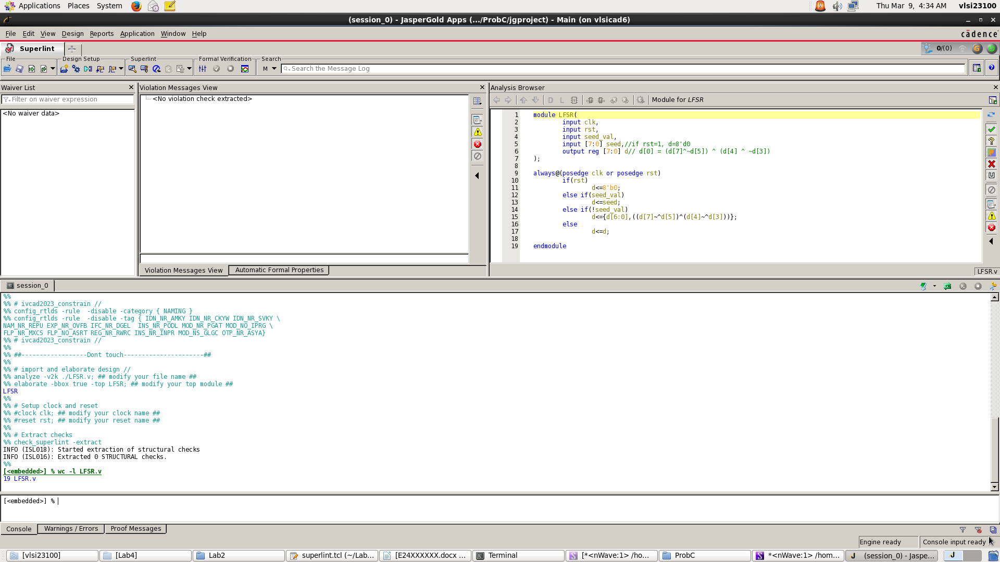 Applications Places System Thu Mar 9, 4:34 AM vlsi23100
(session_0) - JasperGold Apps (.../ProbC/jgproject) - Main (on vlsicad6)
File Edit View Design Reports Application Window Help cādence
Superlint 0/(0)
File Design Setup Superlint Formal Verification Search
M Search the Message Log
Waiver List
Filter on waiver expression
<No waiver data>
Violation Messages View
<No violation check extracted>
Violation Messages View Automatic Formal Properties
Analysis Browser
D L Module for LFSR
1 module LFSR(
2 input clk,
3 input rst,
4 input seed_val,
5 input [7:0] seed,//if rst=1, d=8'd0
6 output reg [7:0] d// d[0] = (d[7]^~d[5]) ^ (d[4] ^ ~d[3])
7 );
8
9 always@(posedge clk or posedge rst)
10 if(rst)
11 d<=8'b0;
12 else if(seed_val)
13 d<=seed;
14 else if(!seed_val)
15 d<={d[6:0],((d[7]~^d[5])^(d[4]~^d[3]))};
16 else
17 d<=d;
18
19 endmodule
LFSR.v
session_0
%%
%% # ivcad2023_constrain //
%% config_rtlds -rule -disable -category { NAMING }
%% config_rtlds -rule -disable -tag { IDN_NR_AMKY IDN_NR_CKYW IDN_NR_SVKY \
NAM_NR_REPU EXP_NR_OVFB IFC_NR_DGEL INS_NR_PODL MOD_NR_PGAT MOD_NO_IPRG \
FLP_NR_MXCS FLP_NO_ASRT REG_NR_RWRC INS_NR_INPR MOD_NS_GLGC OTP_NR_ASYA}
%% # ivcad2023_constrain //
%%
%% ##------------------Dont touch----------------------##
%%
%% # import and elaborate design //
%% analyze -v2k ./LFSR.v; ## modify your file name ##
%% elaborate -bbox true -top LFSR; ## modify your top module ##
LFSR
%%
%% # Setup clock and reset
%% #clock clk; ## modify your clock name ##
%% #reset rst; ## modify your reset name ##
%%
%% # Extract checks
%% check_superlint -extract
INFO (ISL018): Started extraction of structural checks
INFO (ISL016): Extracted 0 STRUCTURAL checks.
%%
[<embedded>] % wc -l LFSR.v
19 LFSR.v
[<embedded>] %
Console Warnings / Errors Proof Messages
Engine ready Console input ready
[vlsi23100] [Lab4] Lab2 superlint.tcl (~/Lab... [E24XXXXXX.docx ... Terminal [*<nWave:1> /ho... ProbC *<nWave:1> /hom... (session_0) - Jaspe...